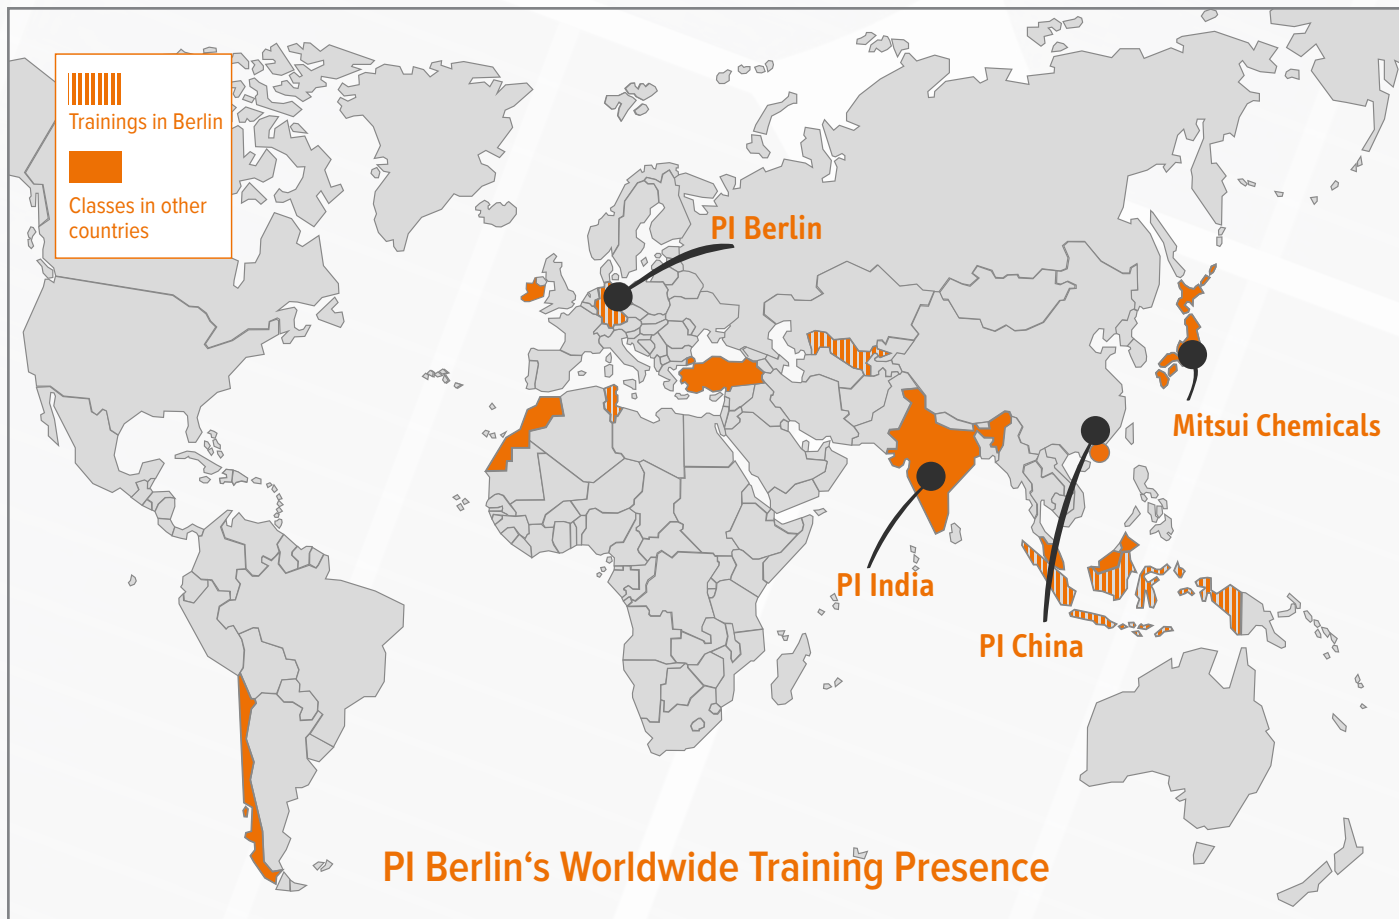 Trainings in Berlin
Classes in other
countries
PI Berlin
Mitsui Chemicals
PI India
PI China
PI Berlin‘s Worldwide Training Presence